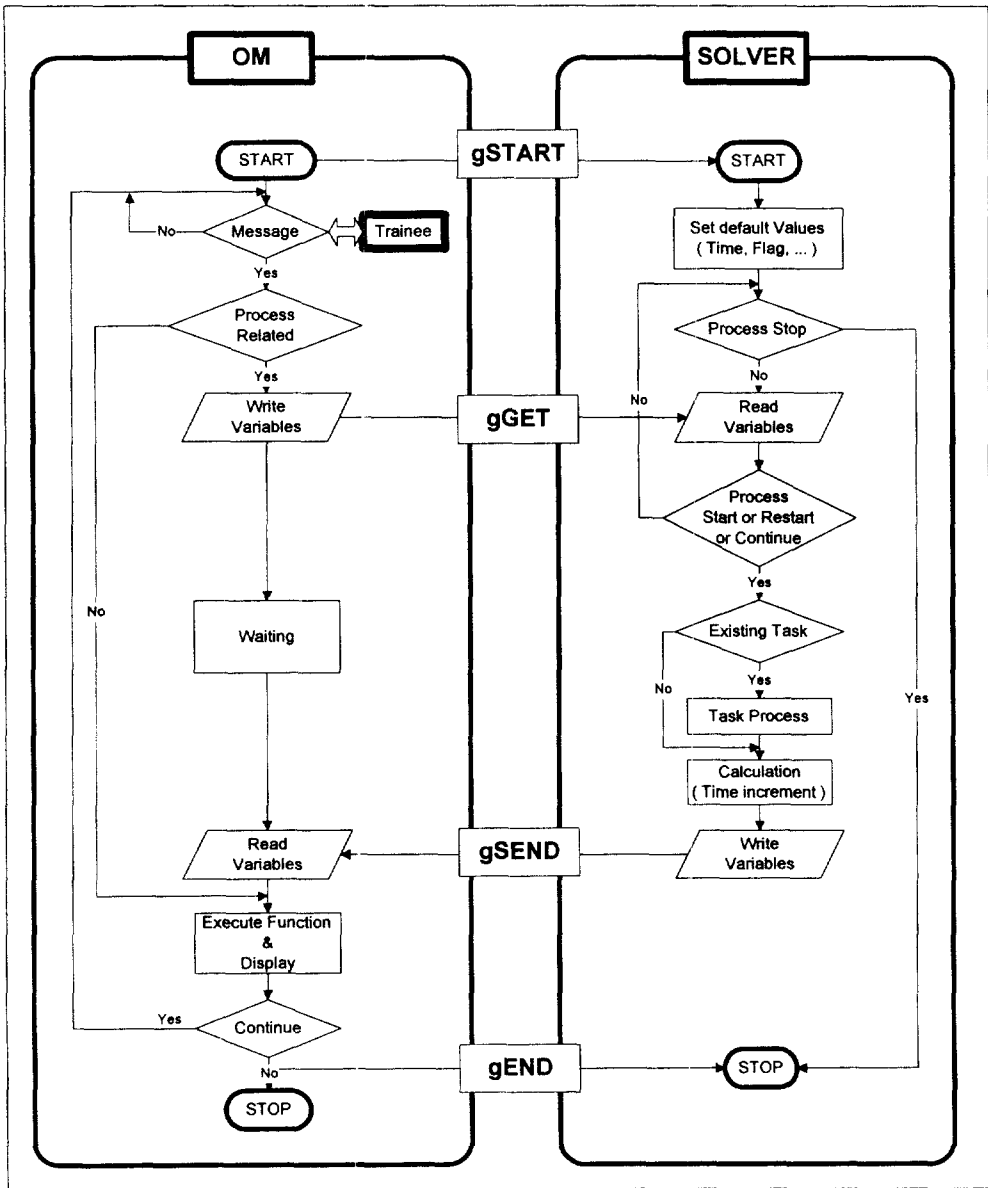 OM
START
No
Message
Trainee
Yes
Process
Related
Yes
Write
Variables
No
Waiting
Read
Variables
Execute Function
&
Display
Yes
Continue
No
STOP
gSTART
gGET
gSEND
gEND
SOLVER
START
Set default Values
( Time, Flag, ... )
Process Stop
No
No
Read
Variables
Process
Start or Restart
or Continue
Yes
Existing Task
No
Yes
Yes
Task Process
Calculation
( Time increment )
Write
Variables
STOP